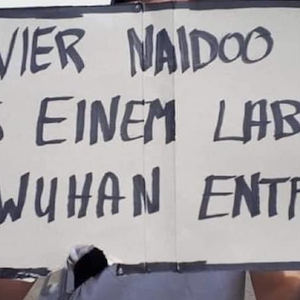 VIER NAIDOO
S EINEM LAB
WUHAN ENTF